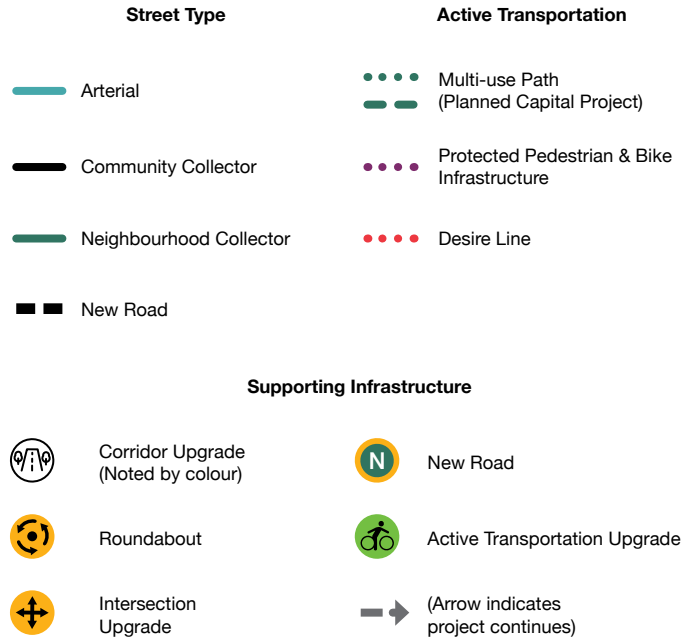 Street Type
Active Transportation
Arterial
Multi-use Path
(Planned Capital Project)
Community Collector
Protected Pedestrian & Bike
Infrastructure
Neighbourhood Collector
Desire Line
New Road
Supporting Infrastructure
Corridor Upgrade
(Noted by colour)
N
New Road
Roundabout
Active Transportation Upgrade
Intersection
Upgrade
(Arrow indicates
project continues)